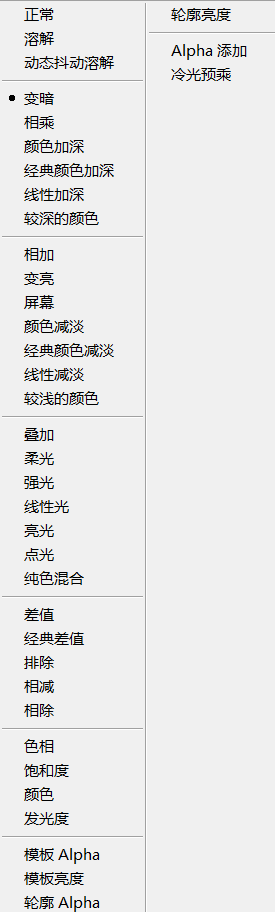 正常
溶解
动态抖动溶解
变暗
相乘
颜色加深
经典颜色加深
线性加深
较深的颜色
相加
变亮
屏幕
颜色减淡
经典颜色减淡
线性减淡
较浅的颜色
叠加
柔光
强光
线性光
亮光
点光
纯色混合
差值
经典差值
排除
相减
相除
色相
饱和度
颜色
发光度
模板 Alpha
模板亮度
轮廓 Alpha
轮廓亮度
Alpha 添加
冷光预乘